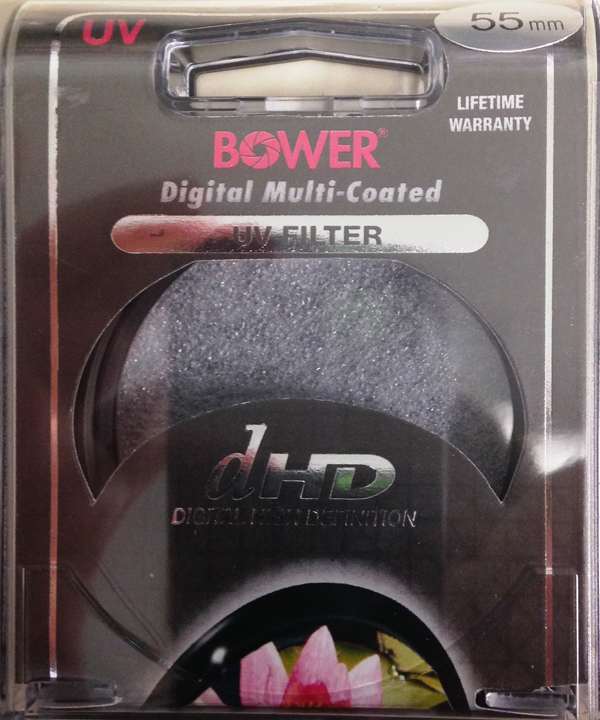 UV
55mm
LIFETIME
WARRANTY
BOWER®
Digital Multi-Coated
UV FILTER
dHD
DIGITAL HIGH DEFINITION